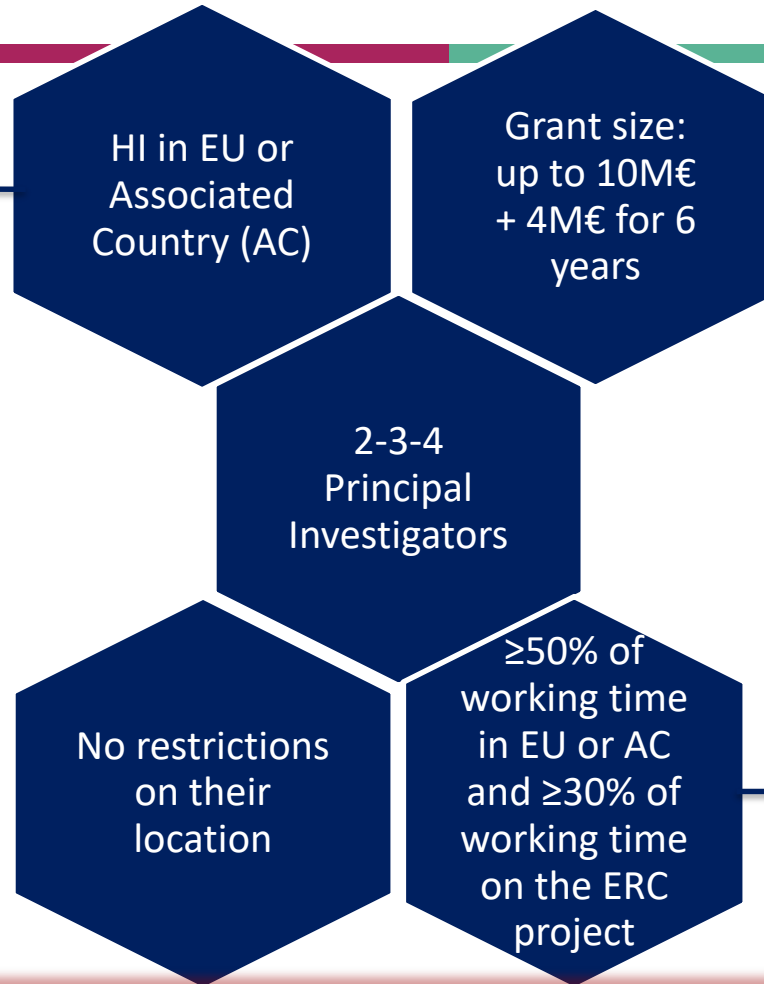 HI in EU or
Associated
Country (AC)
Grant size:
up to 10M€
+ 4M€ for 6
years
2-3-4
Principal
Investigators
No restrictions
on their
location
≥50% of
working time
in EU or AC
and ≥30% of
working time
on the ERC
project